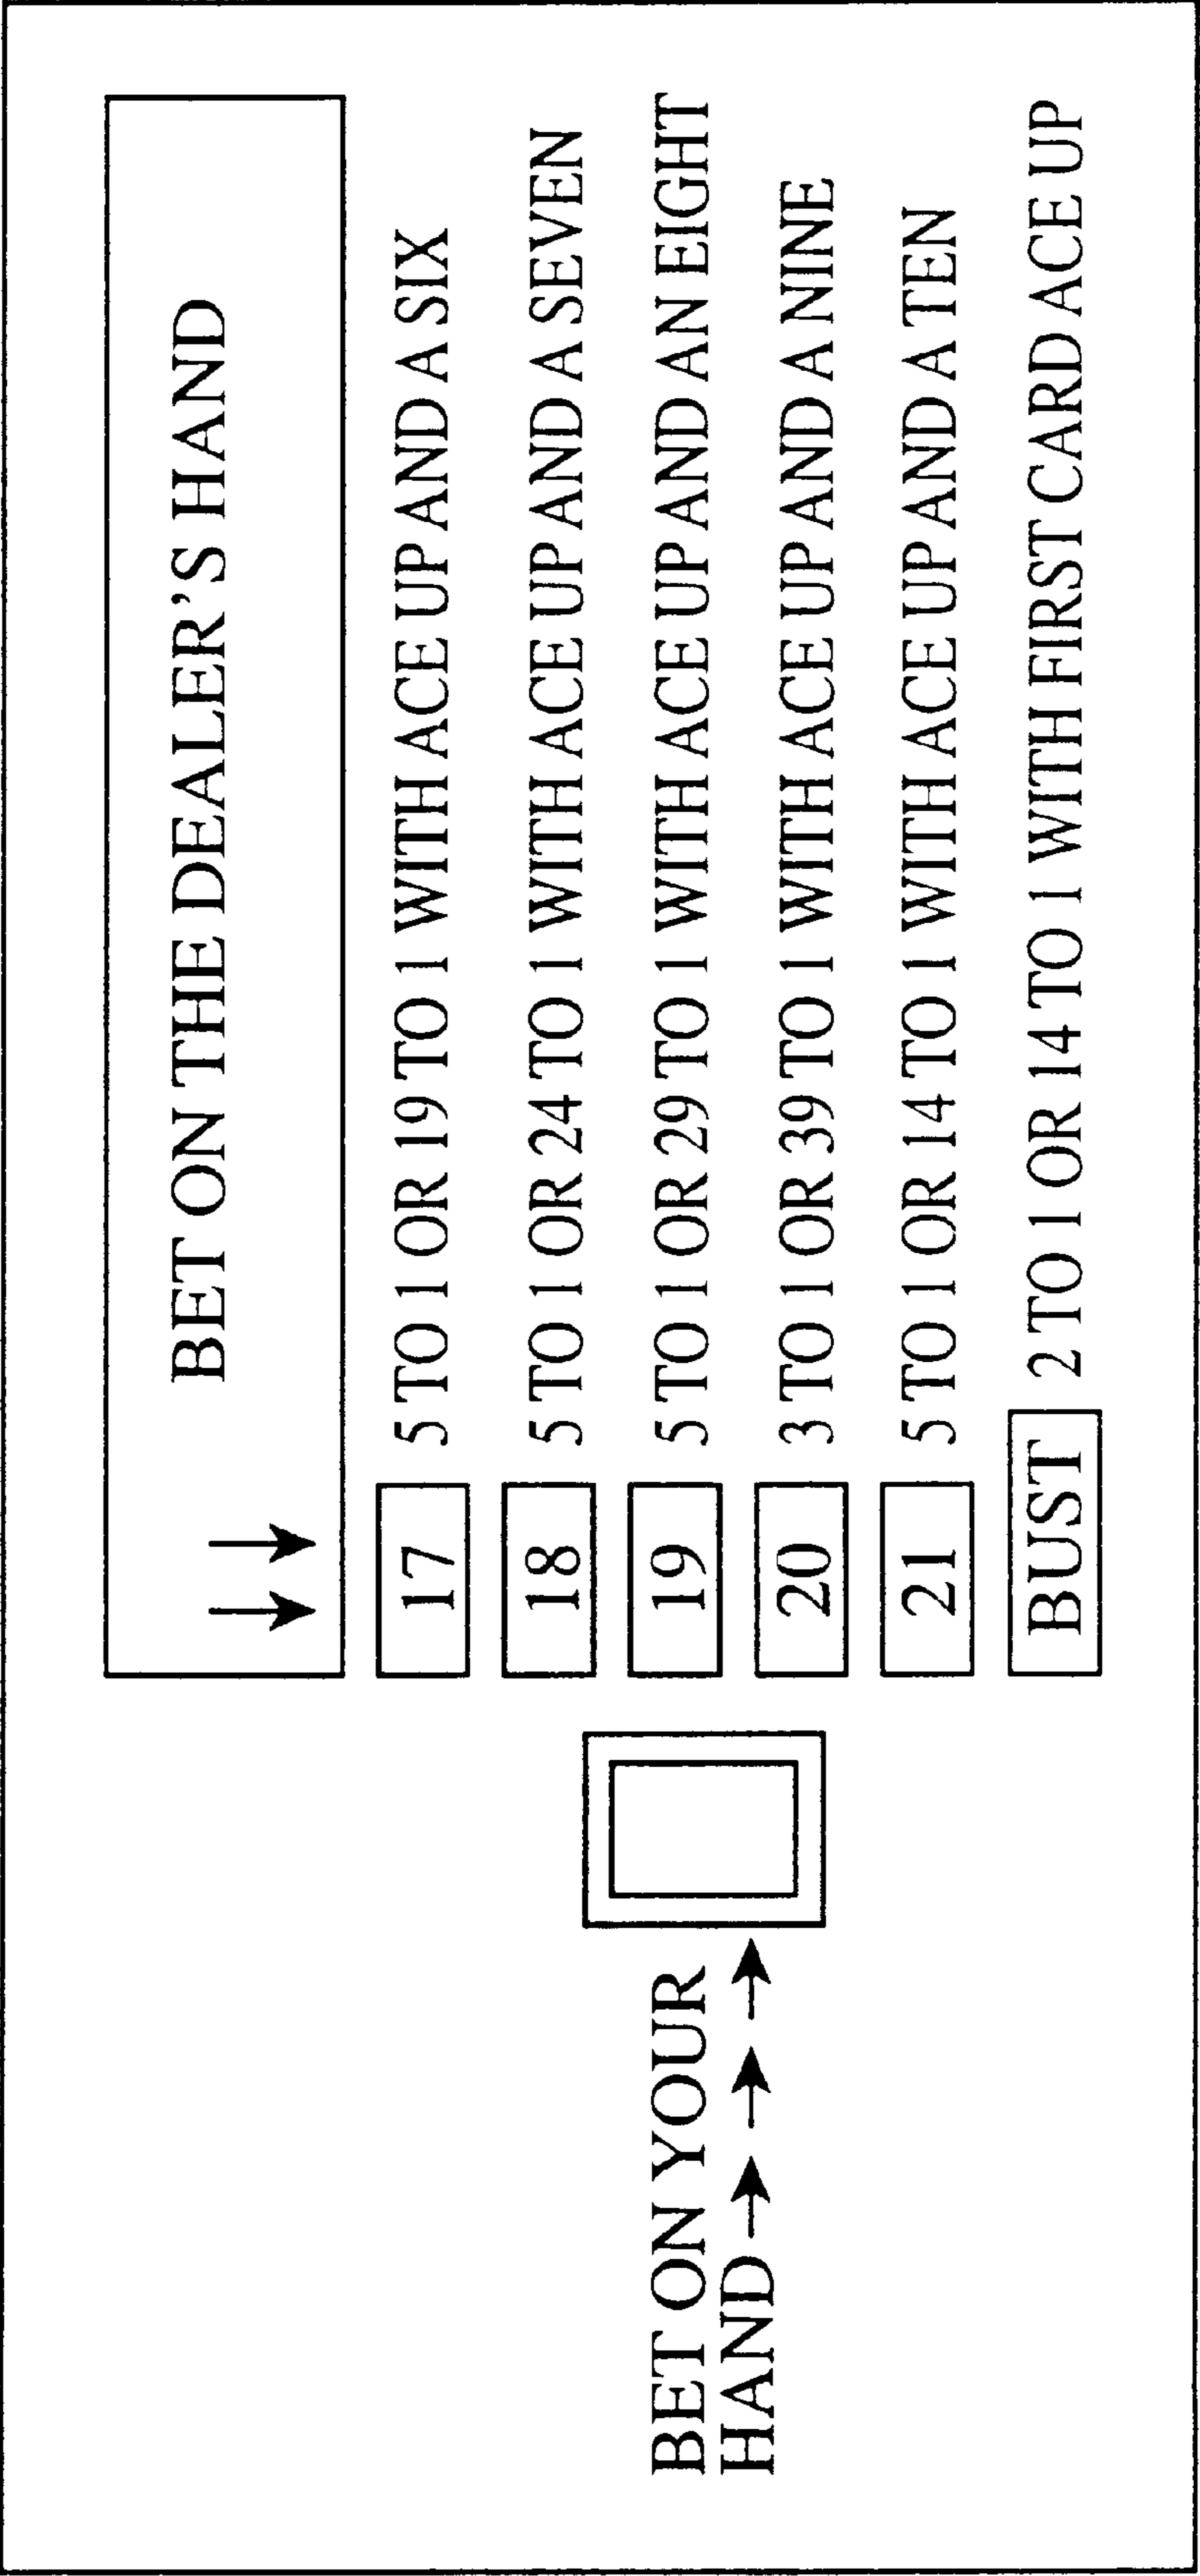 BET ON THE DEALER'S HAND
17 5 TO 1 OR 19 TO 1 WITH ACE UP AND A SIX
18 5 TO 1 OR 24 TO 1 WITH ACE UP AND A SEVEN
19 5 TO 1 OR 29 TO 1 WITH ACE UP AND AN EIGHT
20 3 TO 1 OR 39 TO 1 WITH ACE UP AND A NINE
21 5 TO 1 OR 14 TO 1 WITH ACE UP AND A TEN
BUST 2 TO 1 OR 14 TO 1 WITH FIRST CARD ACE UP
BET ON YOUR
HAND